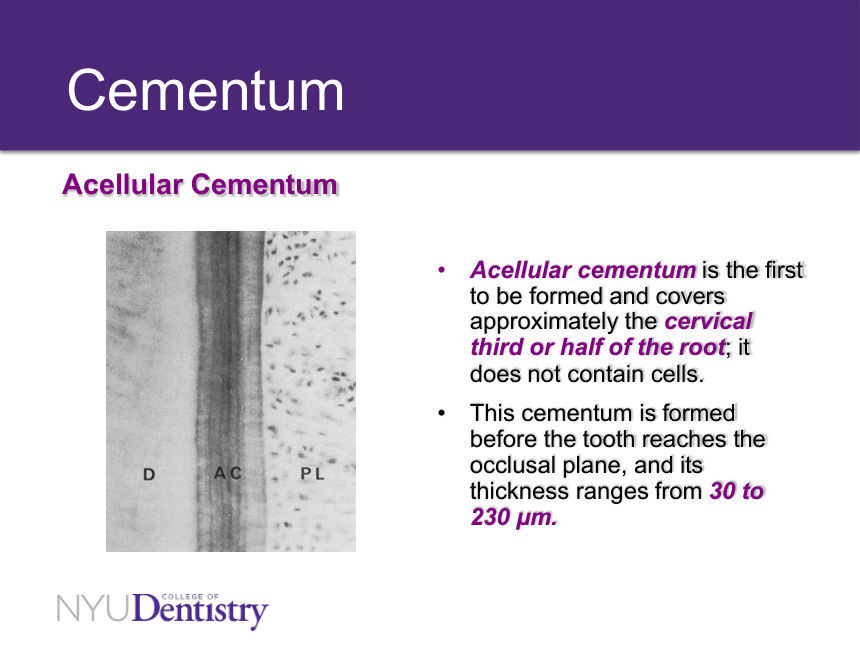 Cementum
Acellular Cementum
D AC PL
• Acellular cementum is the first
to be formed and covers
approximately the cervical
third or half of the root; it
does not contain cells.
• This cementum is formed
before the tooth reaches the
occlusal plane, and its
thickness ranges from 30 to
230 µm.
NYU COLLEGE OF
Dentistry